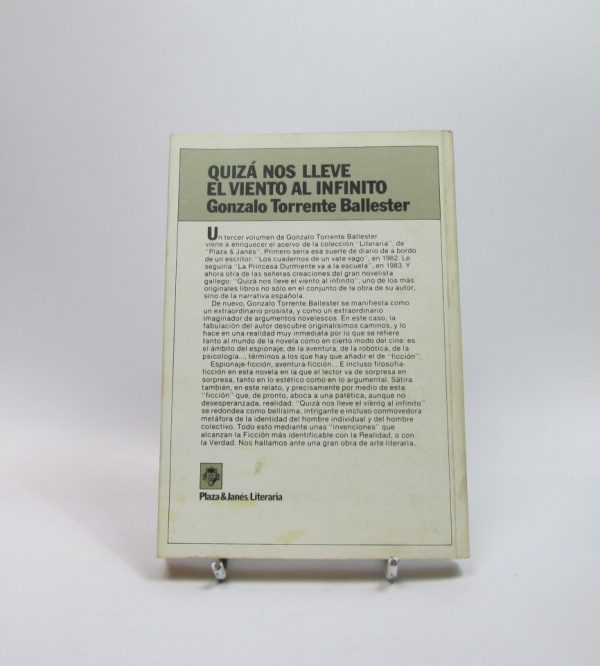 QUIZÁ NOS LLEVE
EL VIENTO AL INFINITO
Gonzalo Torrente Ballester
Un tercer volumen de Gonzalo Torrente Ballester
viene a enriquecer el acervo de la colección "Literaria", de
"Plaza & Janés". Primero sería esa suerte de diario de a bordo
de un escritor: "Los cuadernos de un vate vago", en 1982. Le
seguiría "La Princesa Durmiente va a la escuela", en 1983. Y
ahora otra de las señeras creaciones del gran novelista
gallego: "Quizá nos lleve el viento al infinito", uno de los más
originales libros no solo en el conjunto de la obra de su autor,
sino de la narrativa española.
De nuevo, Gonzalo Torrente Ballester se manifiesta como
un extraordinario prosista, y como un extraordinario
imaginador de argumentos novelescos. En este caso, la
fabulación del autor descubre originalísimos caminos, y lo
hace en una realidad muy inmediata por lo que se refiere
tanto al mundo de la novela como en cierto modo del cine: es
el ámbito del espionaje, de la aventura, de la robótica, de la
psicología..., términos a los que hay que añadir el de "ficción".
Espionaje-ficción, aventura-ficción... E incluso filosofía-
ficción en esta novela en la que el lector va de sorpresa en
sorpresa, tanto en lo estético como en lo argumental. Sátira
también, en este relato, y precisamente por medio de esta
"ficción" que, de pronto, aboca a una patética, aunque no
desesperanzada, realidad. "Quizá nos lleve el viento al infinito"
se redondea como bellísima, intrigante e incluso conmovedora
metáfora de la identidad del hombre individual y del hombre
colectivo. Todo esto mediante unas "invenciones" que
alcanzan la Ficción más identificable con la Realidad, o con
la Verdad. Nos hallamos ante una gran obra de arte literaria.
Plaza & Janés Literaria